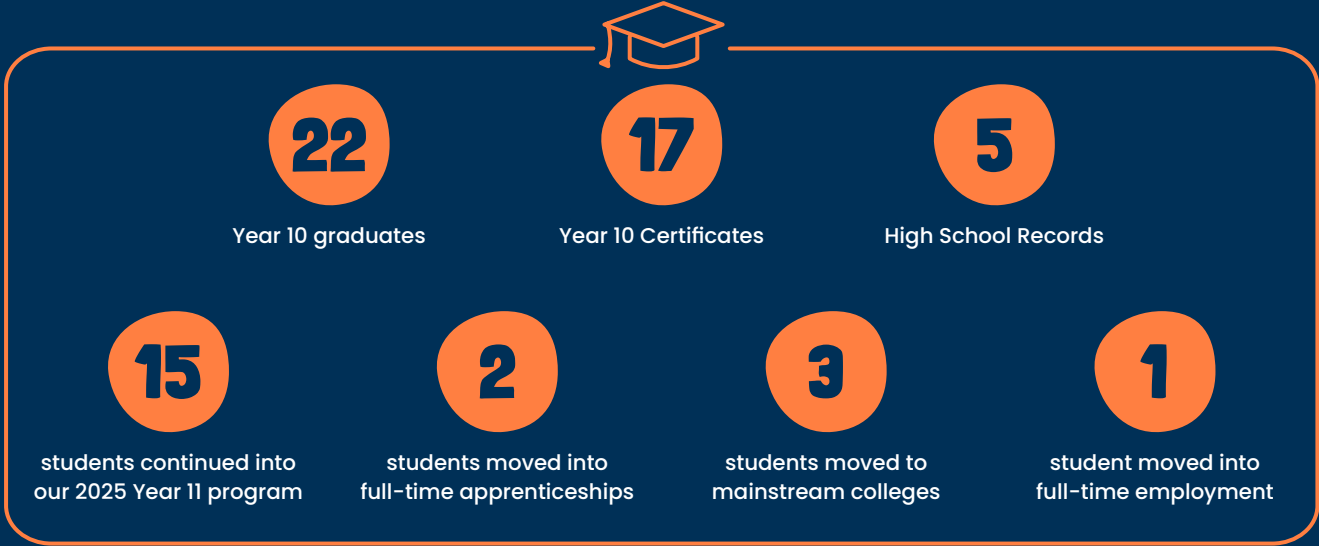 22
Year 10 graduates
17
Year 10 Certificates
5
High School Records
15
students continued into
our 2025 Year 11 program
2
students moved into
full-time apprenticeships
3
students moved to
mainstream colleges
1
student moved into
full-time employment